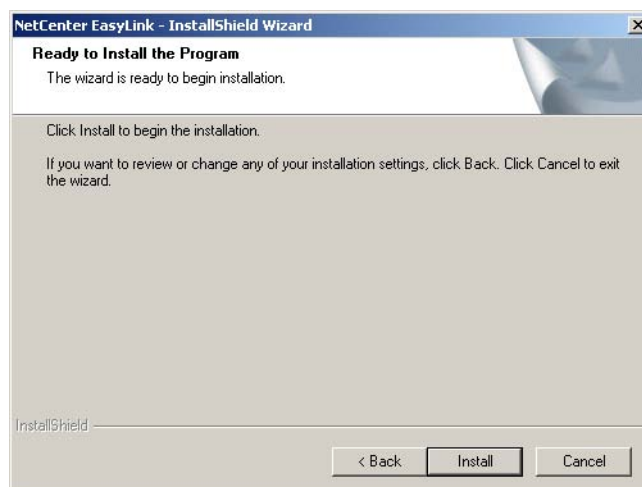 NetCenter EasyLink - InstallShield Wizard
Ready to Install the Program
The wizard is ready to begin installation.
Click Install to begin the installation.
If you want to review or change any of your installation settings, click Back. Click Cancel to exit
the wizard.
InstallShield
< Back Install Cancel